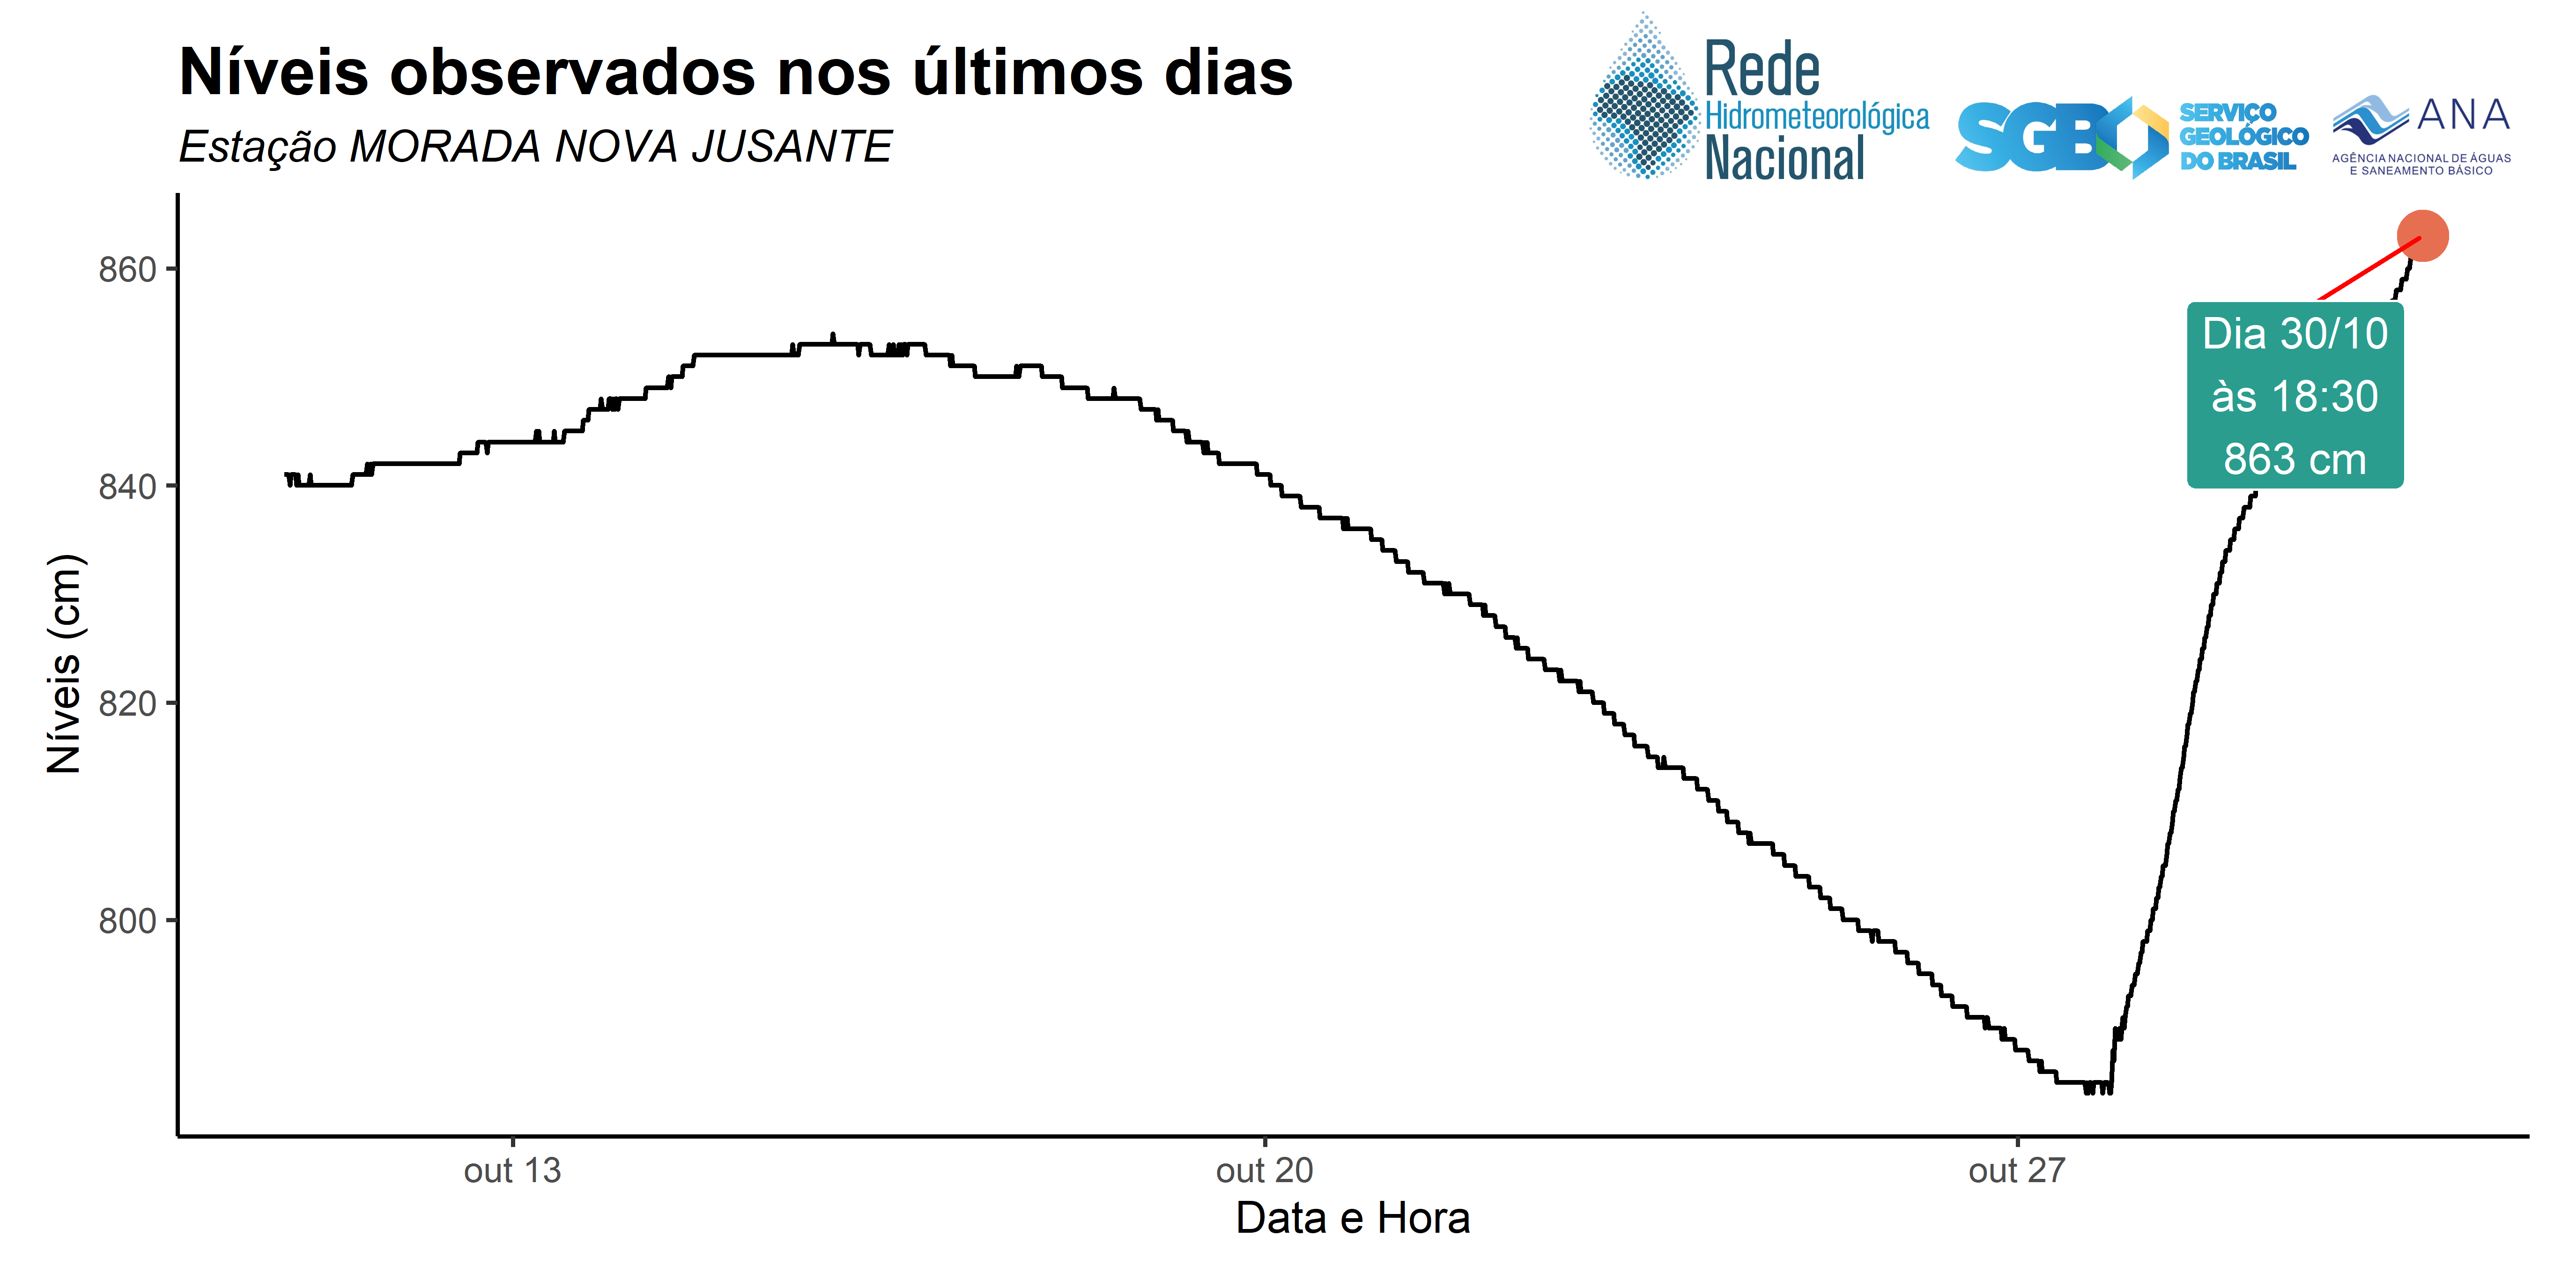 Níveis observados nos últimos dias
Estação MORADA NOVA JUSANTE
Rede
Hidrometeorológica
Nacional
SGB
SERVIÇO
GEOLÓGICO
DO BRASIL
ANA
AGÊNCIA NACIONAL DE ÁGUAS
E SANEAMENTO BÁSICO
Níveis (cm)
860
840
820
800
Dia 30/10
às 18:30
863 cm
out 13
out 20
out 27
Data e Hora